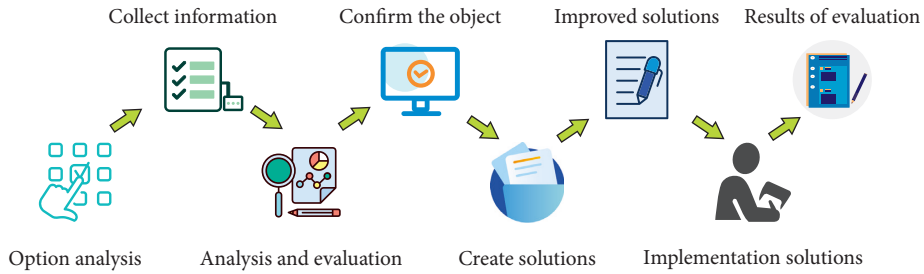 Collect information
Confirm the object
Improved solutions
Results of evaluation
Option analysis
Analysis and evaluation
Create solutions
Implementation solutions